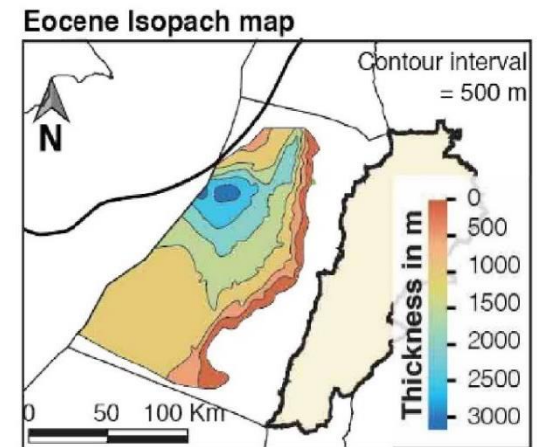 Eocene Isopach map
Contour interval
= 500 m
N
Thickness in m
0
500
1000
1500
2000
2500
3000
0 50 100 Km